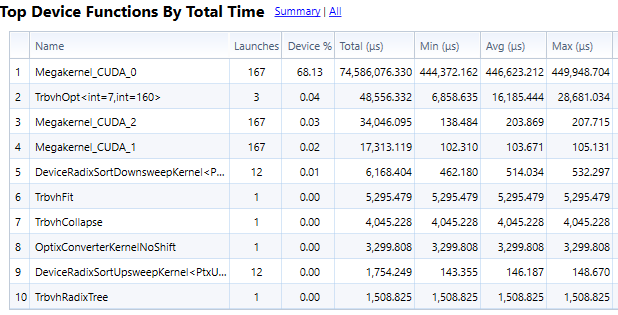 Top Device Functions By Total Time Summary | All
Name Launches Device % Total (µs) Min (µs) Avg (µs) Max (µs)
1 Megakernel_CUDA_0 167 68.13 74,586,076.330 444,372.162 446,623.212 449,948.704
2 TrbvhOpt<int=7,int=160> 3 0.04 48,556.332 6,858.635 16,185.444 28,681.034
3 Megakernel_CUDA_2 167 0.03 34,046.095 138.484 203.869 207.715
4 Megakernel_CUDA_1 167 0.02 17,313.119 102.310 103.671 105.131
5 DeviceRadixSortDownsweepKernel<P... 12 0.01 6,168.404 462.180 514.034 532.297
6 TrbvhFit 1 0.00 5,295.479 5,295.479 5,295.479 5,295.479
7 TrbvhCollapse 1 0.00 4,045.228 4,045.228 4,045.228 4,045.228
8 OptixConverterKernelNoShift 1 0.00 3,299.808 3,299.808 3,299.808 3,299.808
9 DeviceRadixSortUpsweepKernel<PtxU... 12 0.00 1,754.249 143.355 146.187 148.670
10 TrbvhRadixTree 1 0.00 1,508.825 1,508.825 1,508.825 1,508.825